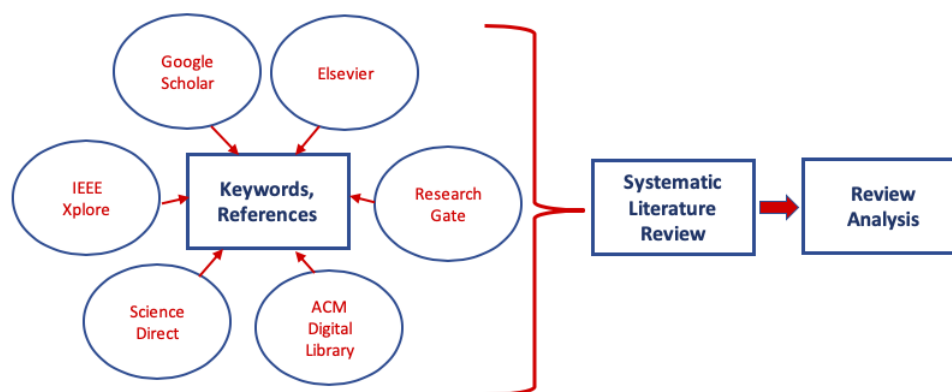 Google
Scholar
Elsevier
IEEE
Xplore
Keywords,
References
Research
Gate
Science
Direct
ACM
Digital
Library
Systematic
Literature
Review
Review
Analysis